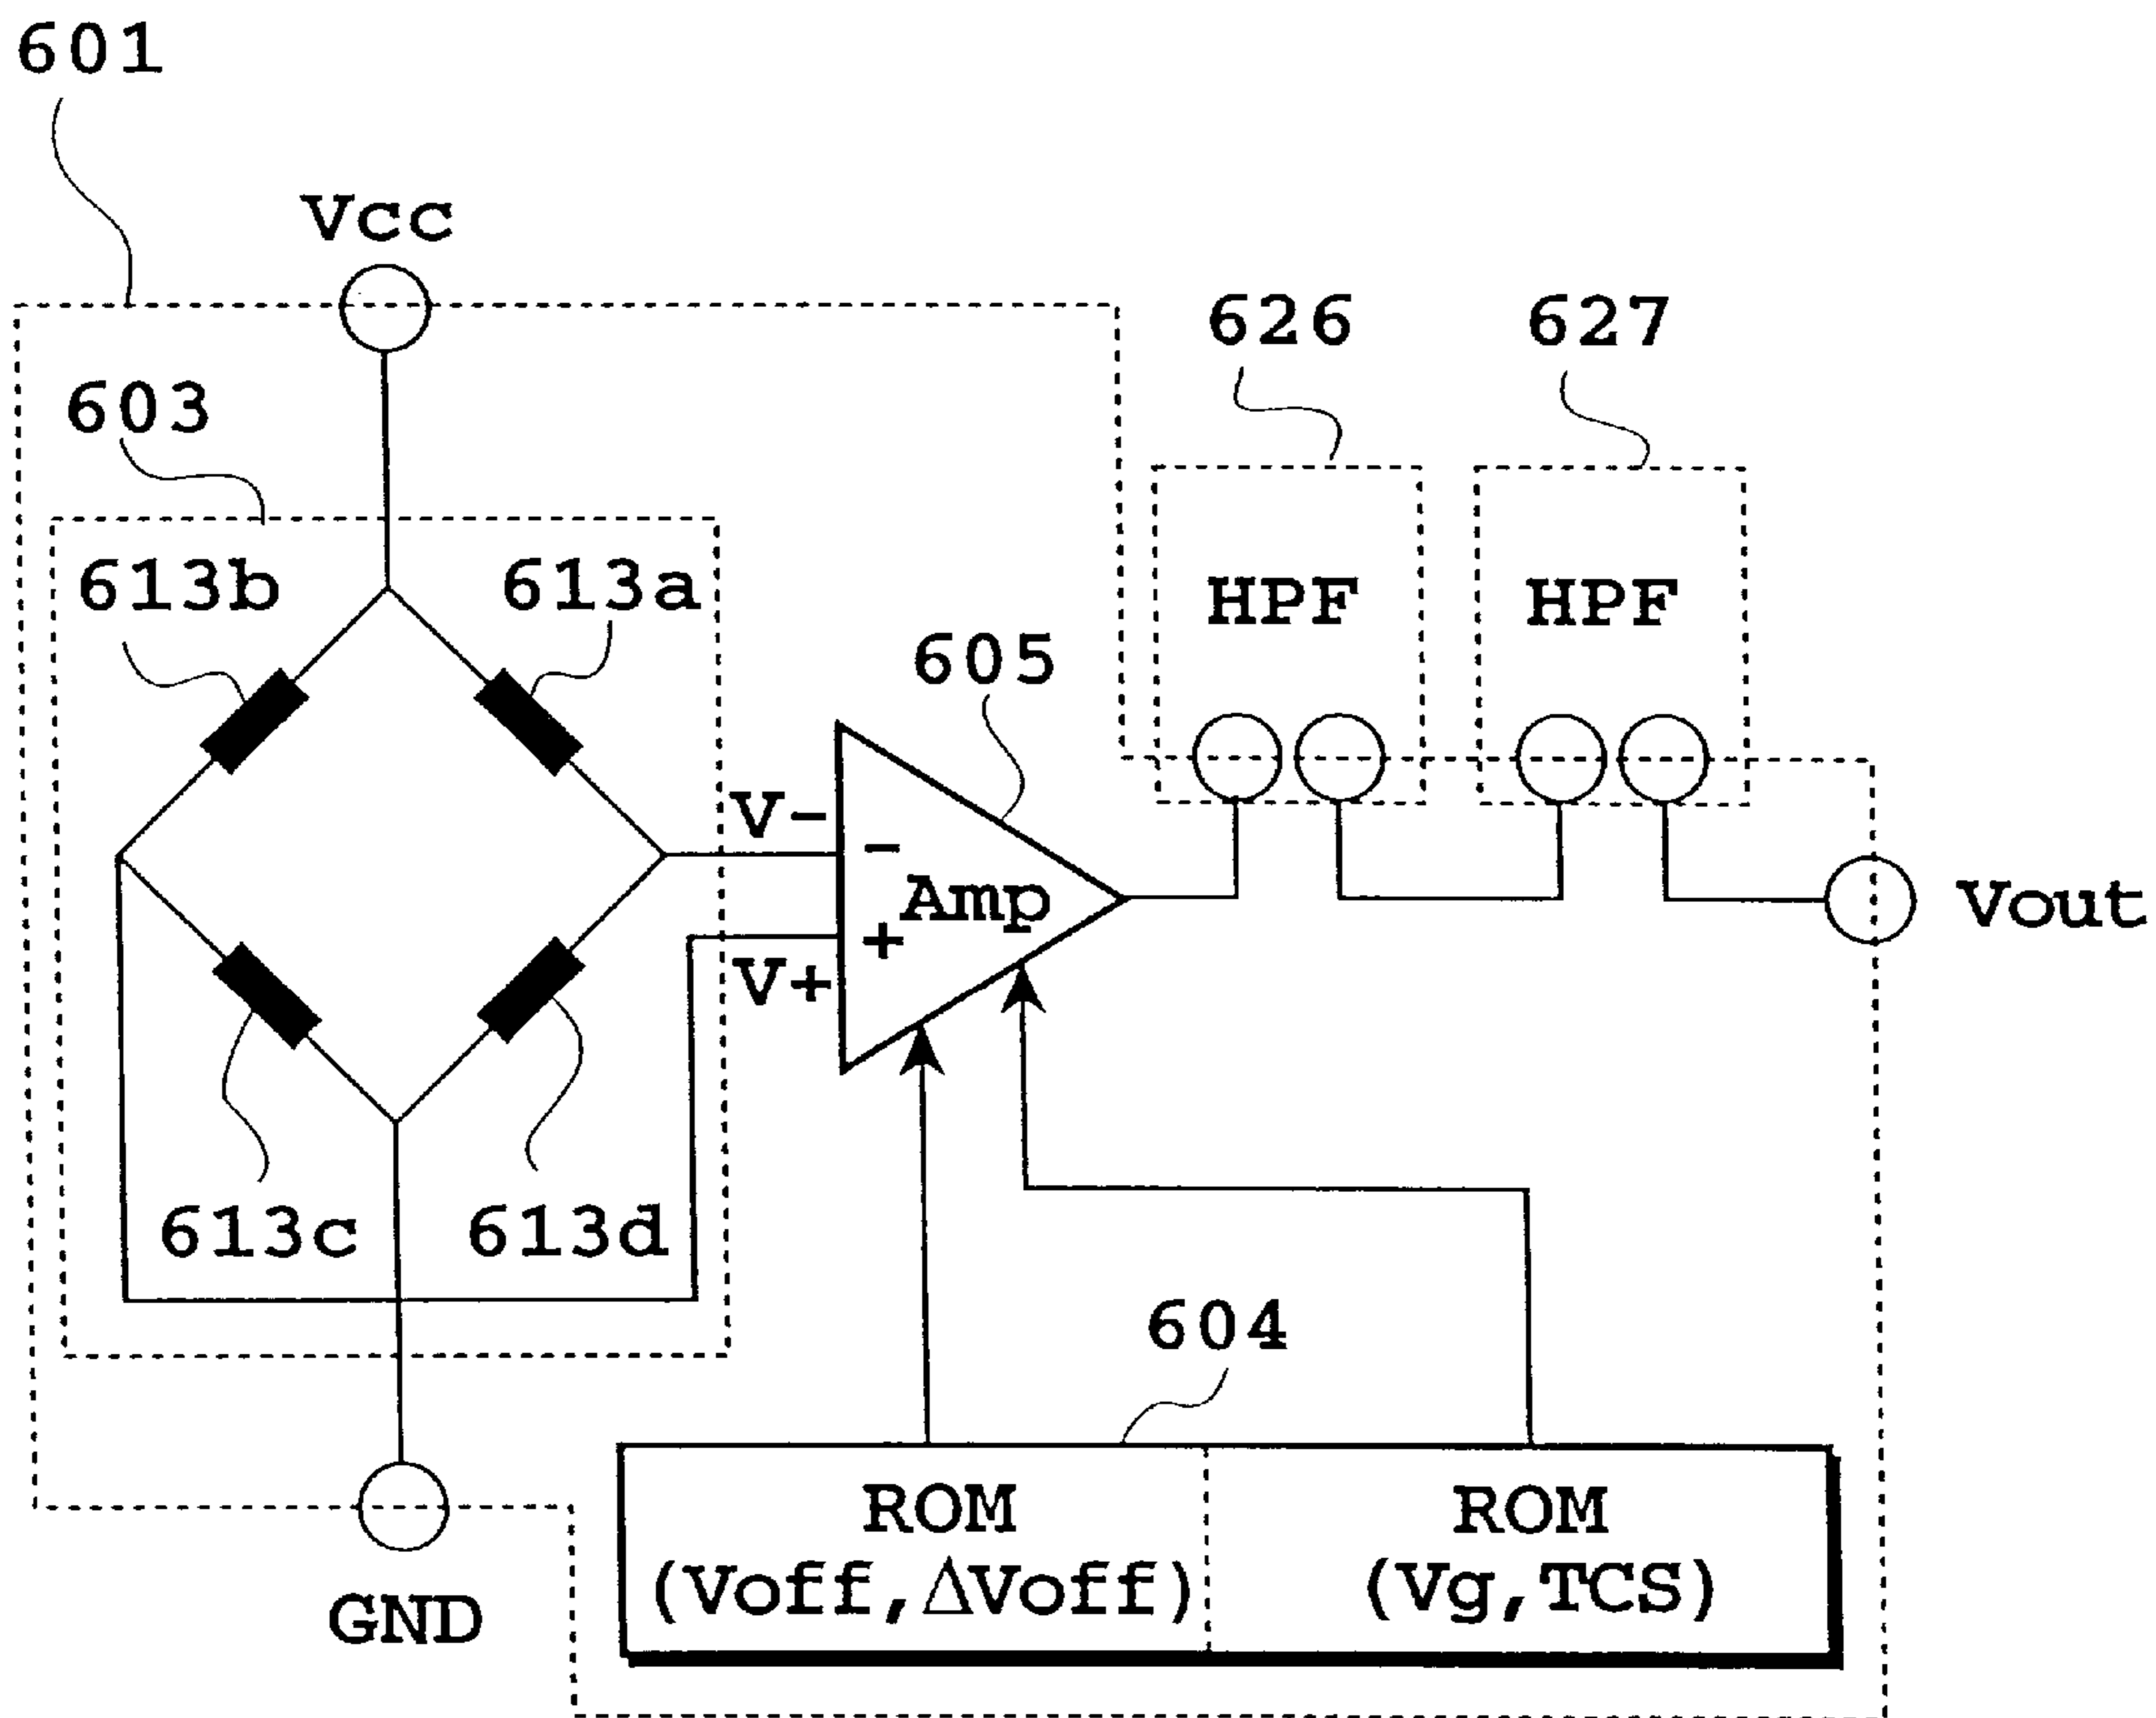 601
Vcc
626
627
603
613b
613a
HPF
HPF
605
V-
-
Amp
Vout
+
V+
613c
613d
604
ROM
(Voff,ΔVoff)
ROM
(Vg,TCS)
GND